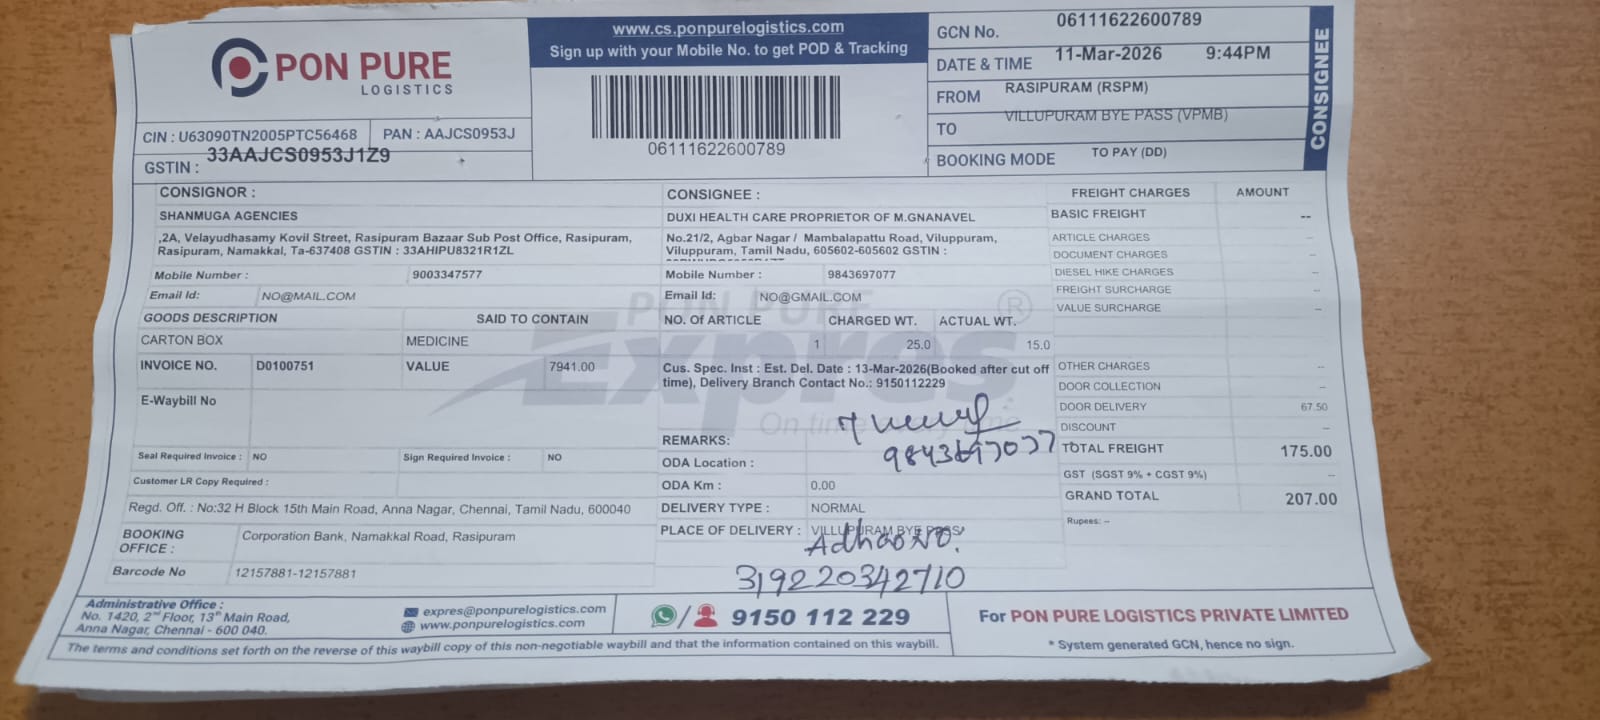 PON PURE
LOGISTICS
CIN : U63090TN2005PTC56468 PAN : AAJCS0953J
GSTIN : 33AAJCS0953J1Z9
www.cs.ponpurelogistics.com
Sign up with your Mobile No. to get POD & Tracking
06111622600789
GCN No. 06111622600789
DATE & TIME 11-Mar-2026 9:44PM
FROM RASIPURAM (RSPM)
TO VILLUPURAM BYE PASS (VPMB)
BOOKING MODE TO PAY (DD)
CONSIGNEE
CONSIGNOR :
SHANMUGA AGENCIES
,2A, Velayudhasamy Kovil Street, Rasipuram Bazaar Sub Post Office, Rasipuram,
Rasipuram, Namakkal, Ta-637408 GSTIN : 33AHIPU8321R1ZL
Mobile Number : 9003347577
Email Id: NO@MAIL.COM
CONSIGNEE :
DUXI HEALTH CARE PROPRIETOR OF M.GNANAVEL
No.21/2, Agbar Nagar / Mambalapattu Road, Viluppuram,
Viluppuram, Tamil Nadu, 605602-605602 GSTIN :
Mobile Number : 9843697077
Email Id: NO@GMAIL.COM
GOODS DESCRIPTION SAID TO CONTAIN
CARTON BOX MEDICINE
INVOICE NO. D0100751 VALUE 7941.00
E-Waybill No
Seal Required Invoice : NO Sign Required Invoice : NO
Customer LR Copy Required :
Regd. Off. : No:32 H Block 15th Main Road, Anna Nagar, Chennai, Tamil Nadu, 600040
BOOKING OFFICE : Corporation Bank, Namakkal Road, Rasipuram
Barcode No 12157881-12157881
NO. Of ARTICLE CHARGED WT. ACTUAL WT.
1 25.0 15.0
PON PURE
Expres ®
On time
Cus. Spec. Inst : Est. Del. Date : 13-Mar-2026(Booked after cut off
time), Delivery Branch Contact No.: 9150112229
9843697077
REMARKS:
ODA Location :
ODA Km : 0.00
DELIVERY TYPE : NORMAL
PLACE OF DELIVERY : VILLUPURAM BYE PASS
Adhaar NO.
319220342710
FREIGHT CHARGES AMOUNT
BASIC FREIGHT --
ARTICLE CHARGES --
DOCUMENT CHARGES --
DIESEL HIKE CHARGES --
FREIGHT SURCHARGE --
VALUE SURCHARGE --
OTHER CHARGES --
DOOR COLLECTION --
DOOR DELIVERY 67.50
DISCOUNT --
TOTAL FREIGHT 175.00
GST (SGST 9% + CGST 9%) --
GRAND TOTAL 207.00
Rupees: --
Administrative Office :
No. 1420, 2nd Floor, 13th Main Road,
Anna Nagar, Chennai - 600 040.
expres@ponpurelogistics.com
www.ponpurelogistics.com
9150 112 229
For PON PURE LOGISTICS PRIVATE LIMITED
* System generated GCN, hence no sign.
The terms and conditions set forth on the reverse of this waybill copy of this non-negotiable waybill and that the information contained on this waybill.